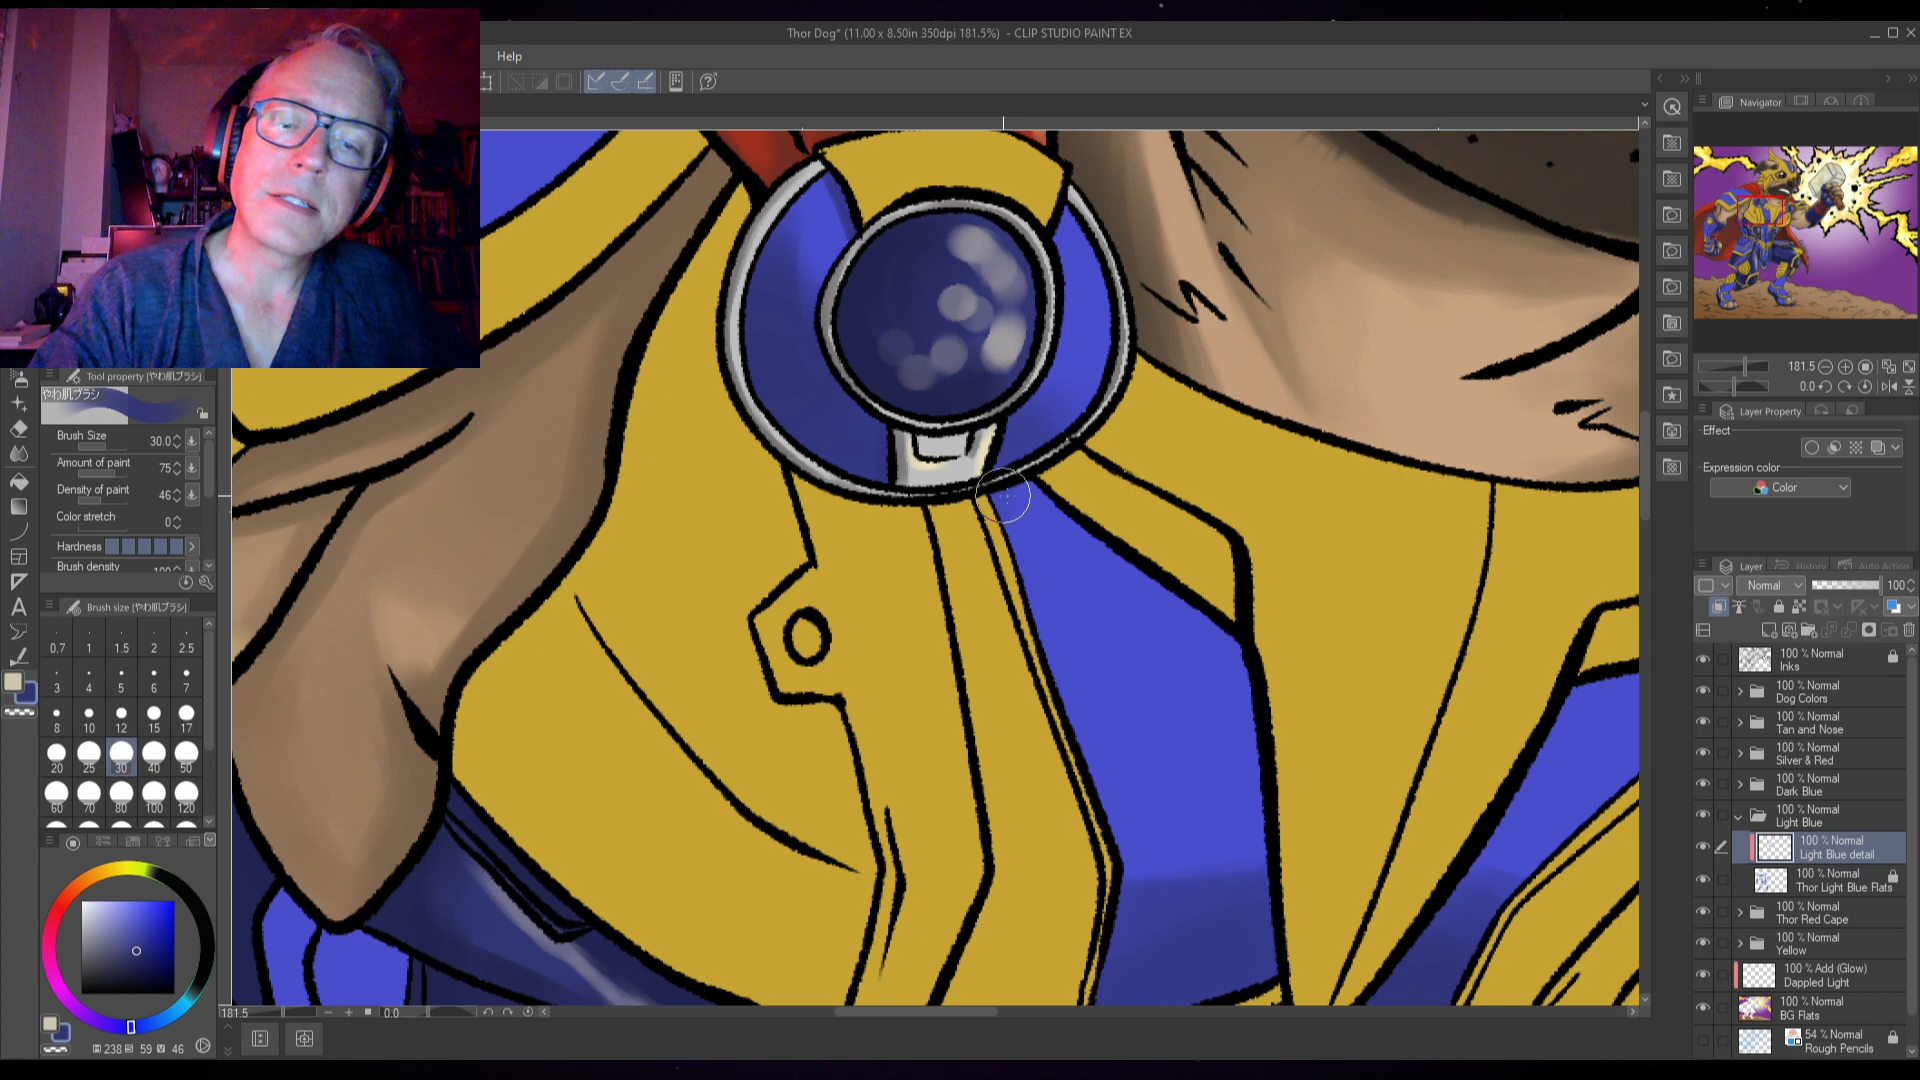 Thor Dog* (11.00 x 8.50in 350dpi 181.5%) - CLIP STUDIO PAINT EX
Help
Navigator
181.5
0.0
Tool property [やわ肌ブラシ]
やわ肌ブラシ
Brush Size 30.0
Amount of paint 75
Density of paint 46
Color stretch 0
Hardness
Brush density 100
Brush size [やわ肌ブラシ]
0.7 1 1.5 2 2.5
3 4 5 6 7
8 10 12 15 17
20 25 30 40 50
60 70 80 100 120
238 59 46
181.5 0.0
Layer Property
Effect
Expression color
Color
Layer History Auto Action
Normal 100
100 % Normal
Inks
100 % Normal
Dog Colors
100 % Normal
Tan and Nose
100 % Normal
Silver & Red
100 % Normal
Dark Blue
100 % Normal
Light Blue
100 % Normal
Light Blue detail
100 % Normal
Thor Light Blue Flats
100 % Normal
Thor Red Cape
100 % Normal
Yellow
100 % Add (Glow)
Dappled Light
100 % Normal
BG Flats
54 % Normal
Rough Pencils